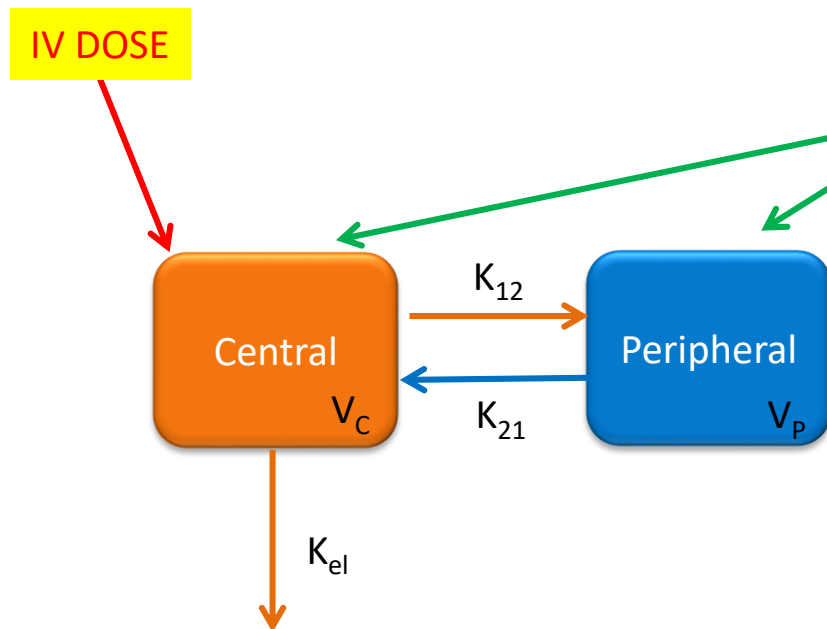 IV DOSE
K12
Central
Peripheral
VC
K21
VP
Kel